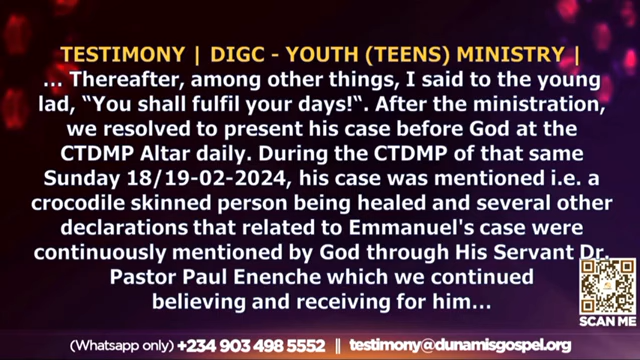 TESTIMONY | DIGC - YOUTH (TEENS) MINISTRY |
... Thereafter, among other things, I said to the young
lad, “You shall fulfil your days!“. After the ministration,
we resolved to present his case before God at the
CTDMP Altar daily. During the CTDMP of that same
Sunday 18/19-02-2024, his case was mentioned i.e. a
crocodile skinned person being healed and several other
declarations that related to Emmanuel's case were
continuously mentioned by God through His Servant Dr.
Pastor Paul Enenche which we continued
believing and receiving for him...
SCAN ME
(Whatsapp only) +234 903 498 5552 || testimony@dunamisgospel.org